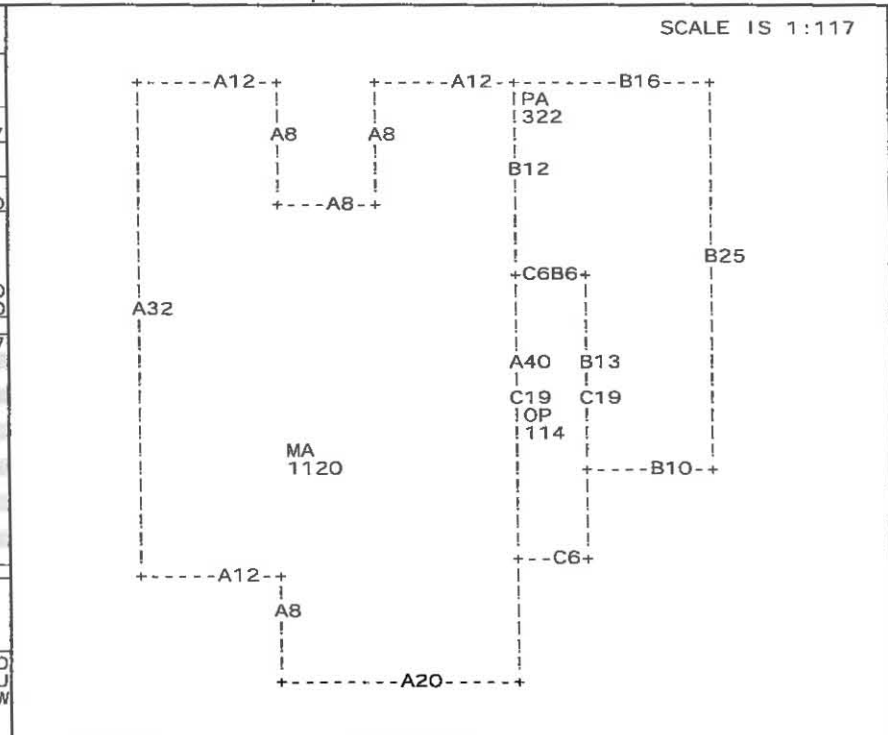 SCALE IS 1:117
A12 A12 B16
PA
322
A8 A8
B12
A8
B25
C6B6
A32
A40 B13
C19 C19
OP
114
MA
1120
B10
C6
A12
A8
A20